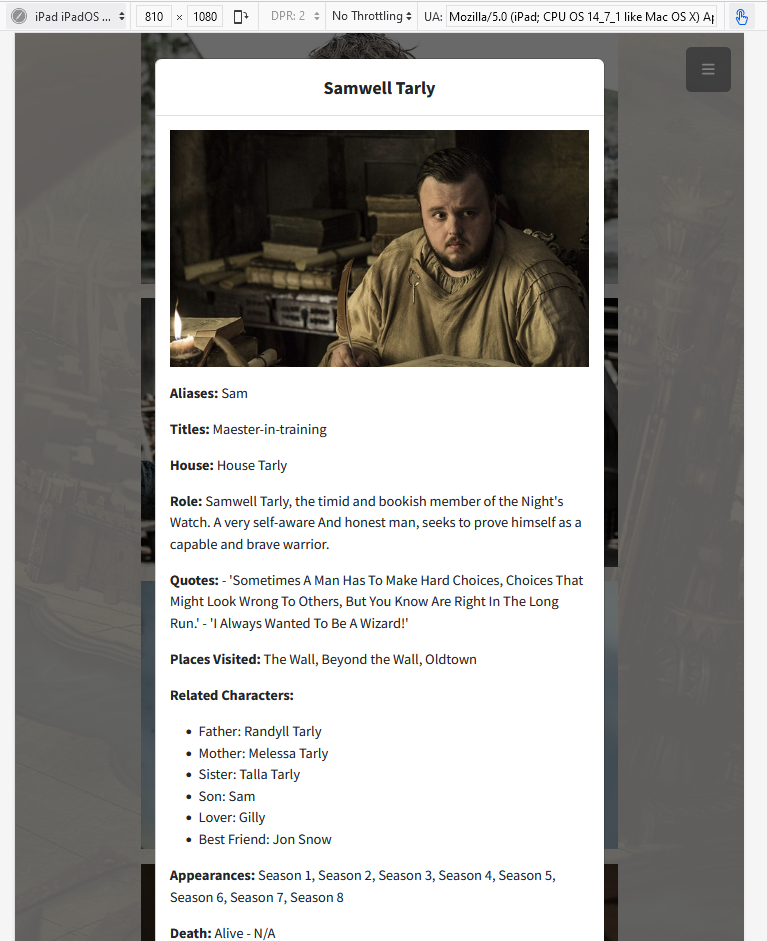 iPad iPadOS ... 810 × 1080 DPR: 2 No Throttling UA: Mozilla/5.0 (iPad; CPU OS 14_7_1 like Mac OS X) Ap
Samwell Tarly
Aliases: Sam
Titles: Maester-in-training
House: House Tarly
Role: Samwell Tarly, the timid and bookish member of the Night's
Watch. A very self-aware And honest man, seeks to prove himself as a
capable and brave warrior.
Quotes: - 'Sometimes A Man Has To Make Hard Choices, Choices That
Might Look Wrong To Others, But You Know Are Right In The Long
Run.' - 'I Always Wanted To Be A Wizard!'
Places Visited: The Wall, Beyond the Wall, Oldtown
Related Characters:
• Father: Randyll Tarly
• Mother: Melessa Tarly
• Sister: Talla Tarly
• Son: Sam
• Lover: Gilly
• Best Friend: Jon Snow
Appearances: Season 1, Season 2, Season 3, Season 4, Season 5,
Season 6, Season 7, Season 8
Death: Alive - N/A